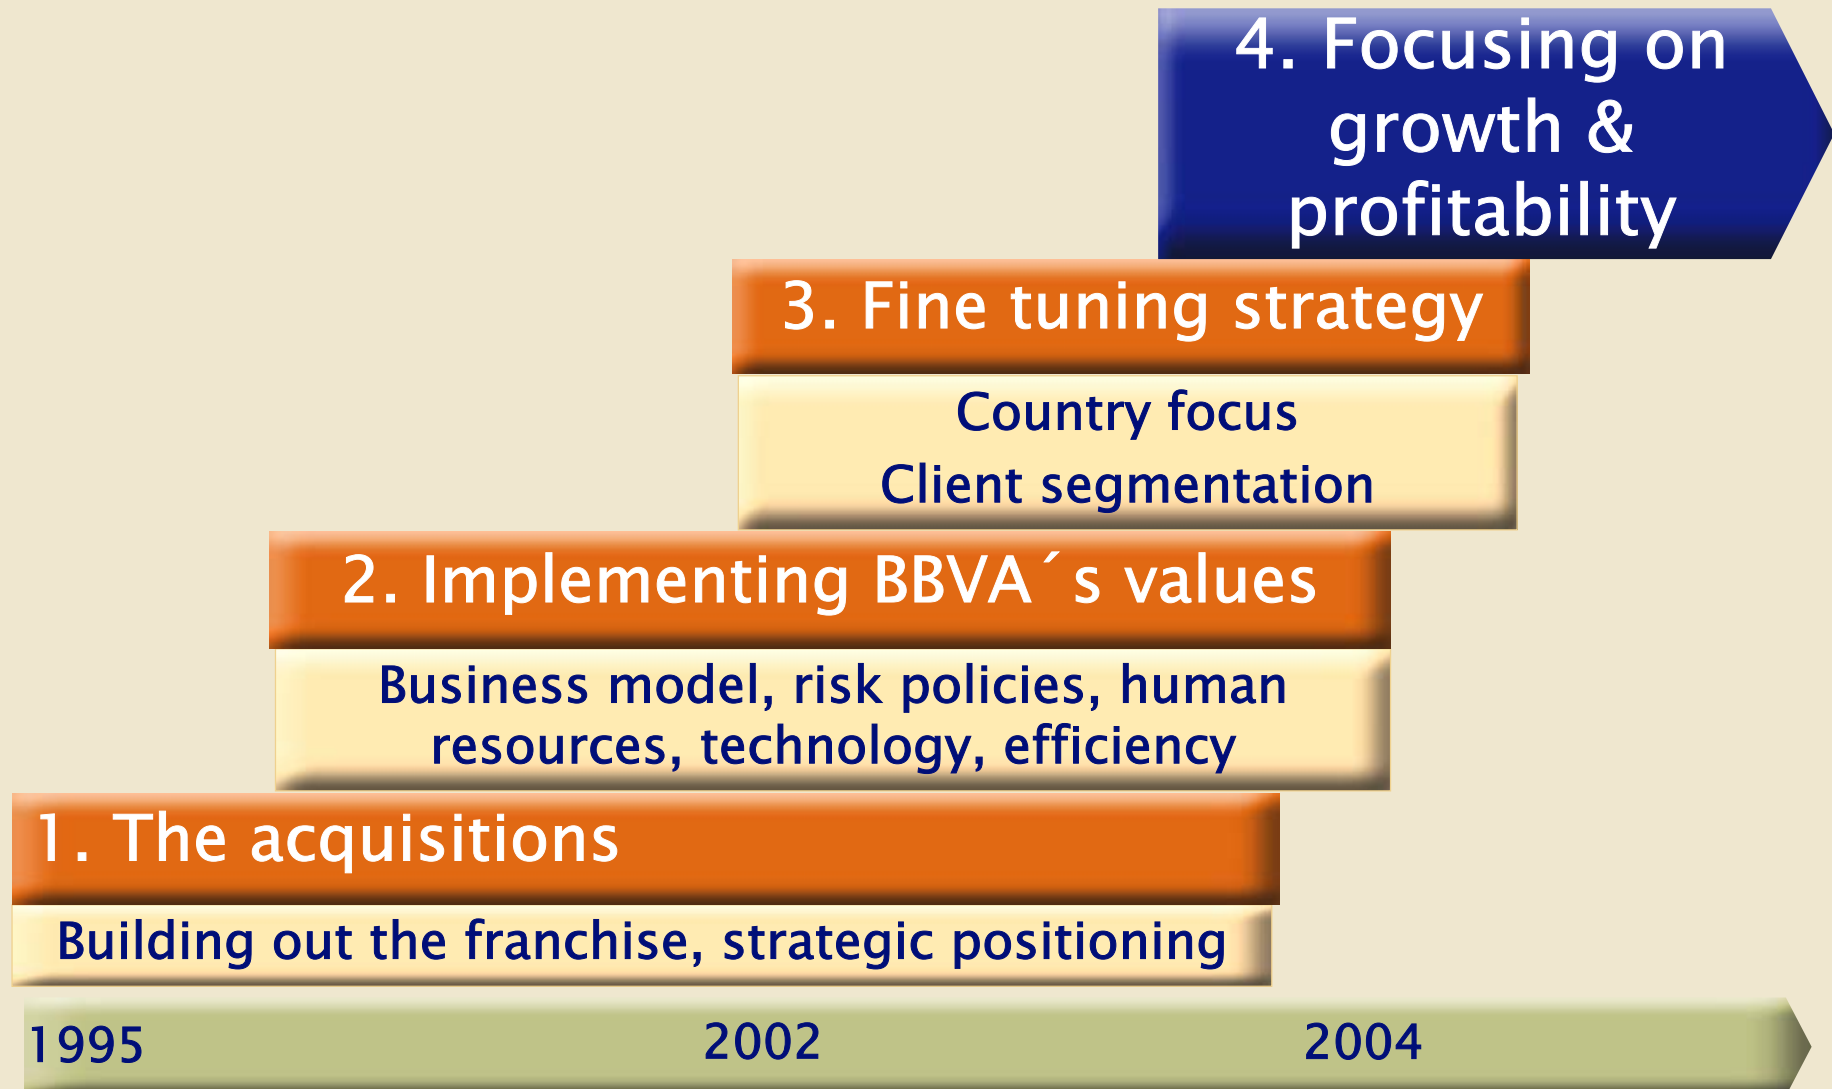 4. Focusing on
growth &
profitability
3. Fine tuning strategy
Country focus
Client segmentation
2. Implementing BBVA´s values
Business model, risk policies, human
resources, technology, efficiency
1. The acquisitions
Building out the franchise, strategic positioning
1995 2002 2004